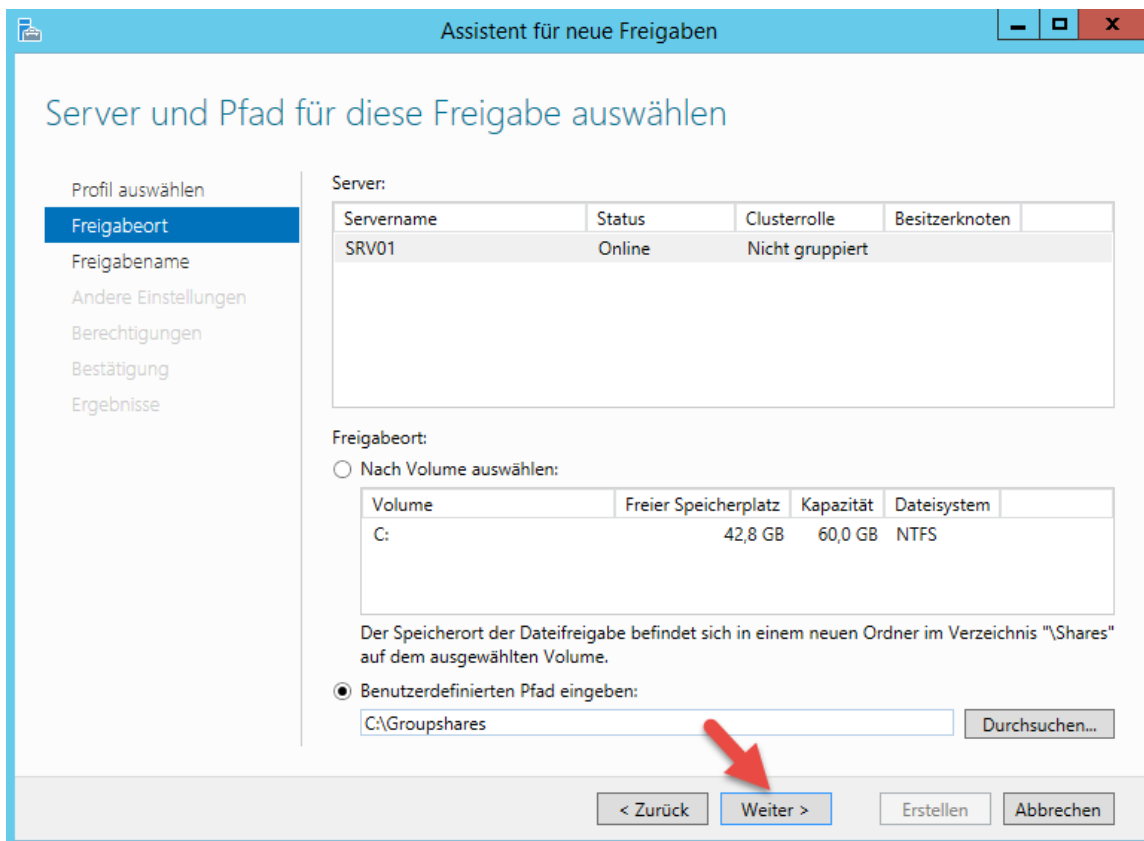 Assistent für neue Freigaben
Server und Pfad für diese Freigabe auswählen
Profil auswählen
Freigabeort
Freigabename
Andere Einstellungen
Berechtigungen
Bestätigung
Ergebnisse
Server:
Servername Status Clusterrolle Besitzerknoten
SRV01 Online Nicht gruppiert
Freigabeort:
Nach Volume auswählen:
Volume Freier Speicherplatz Kapazität Dateisystem
C: 42,8 GB 60,0 GB NTFS
Der Speicherort der Dateifreigabe befindet sich in einem neuen Ordner im Verzeichnis "\Shares"
auf dem ausgewählten Volume.
Benutzerdefinierten Pfad eingeben:
C:\Groupshares Durchsuchen...
< Zurück Weiter > Erstellen Abbrechen